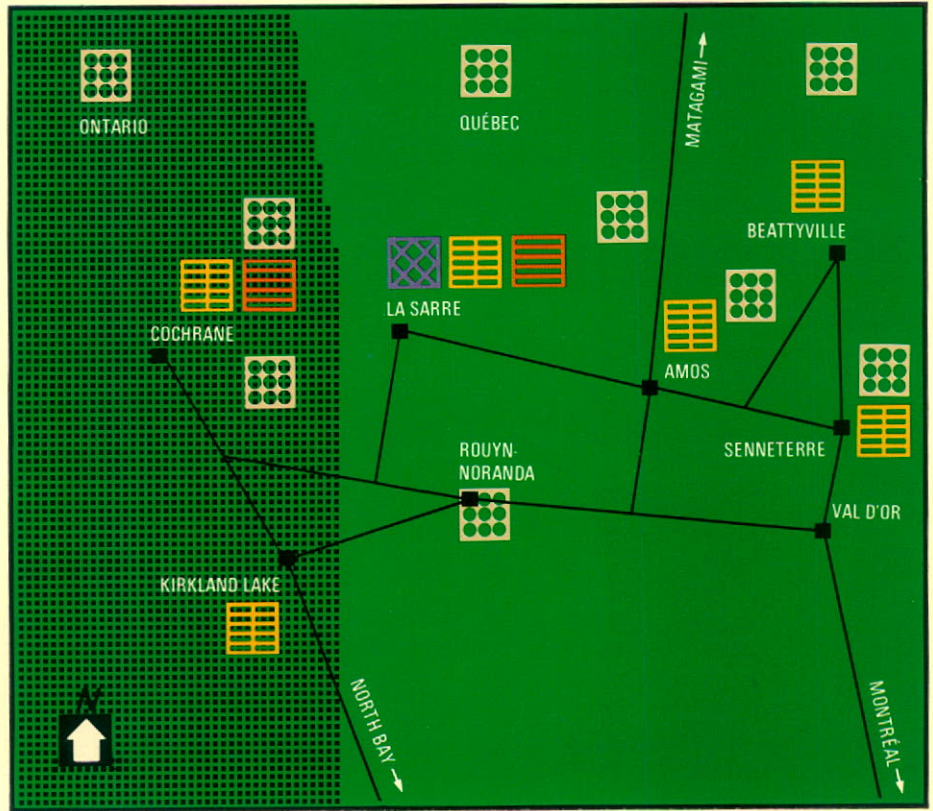 ONTARIO
QUÉBEC
MATAGAMI
BEATTYVILLE
LA SARRE
COCHRANE
AMOS
ROUYN-
NORANDA
SENNETERRE
VAL D'OR
KIRKLAND LAKE
N
NORTH BAY
MONTRÉAL